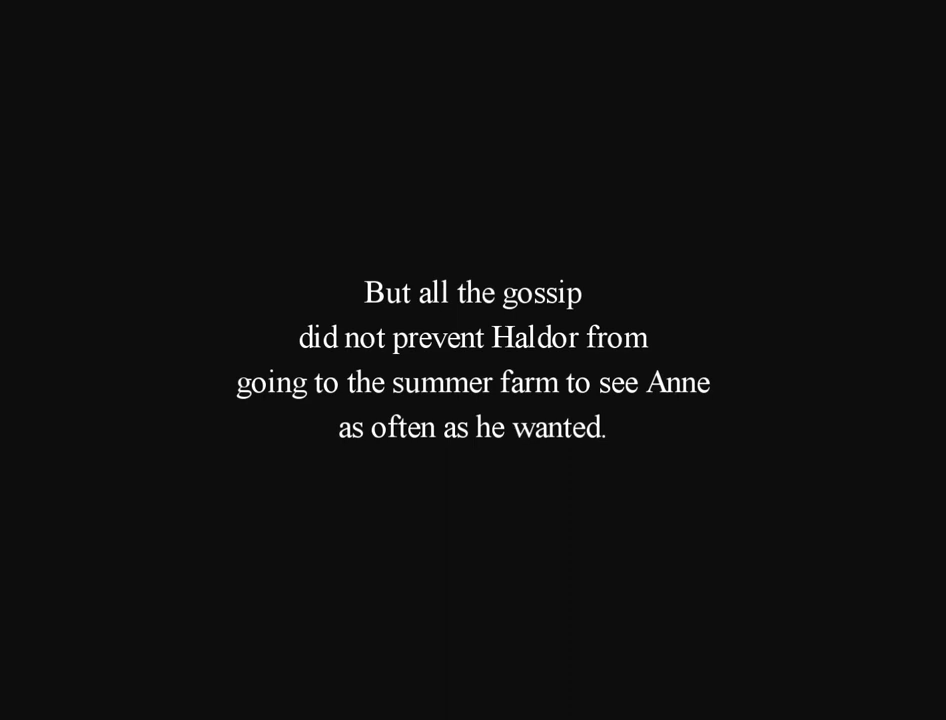 But all the gossip
did not prevent Haldor from
going to the summer farm to see Anne
as often as he wanted.